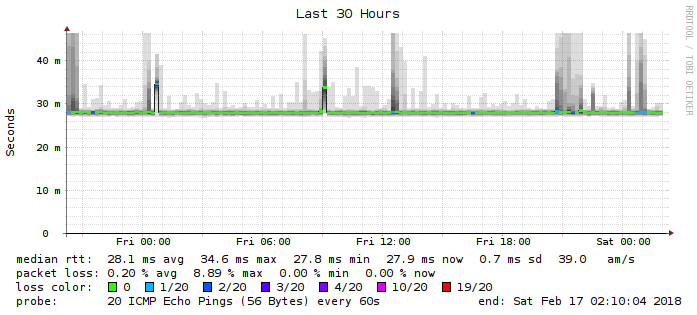 Last 30 Hours
RRDTOOL / TOBI OETIKER
Seconds
40 m
30 m
20 m
10 m
0
Fri 00:00 Fri 06:00 Fri 12:00 Fri 18:00 Sat 00:00
median rtt: 28.1 ms avg 34.6 ms max 27.8 ms min 27.9 ms now 0.7 ms sd 39.0 am/s
packet loss: 0.20 % avg 8.89 % max 0.00 % min 0.00 % now
loss color: 0 1/20 2/20 3/20 4/20 10/20 19/20
probe: 20 ICMP Echo Pings (56 Bytes) every 60s end: Sat Feb 17 02:10:04 2018